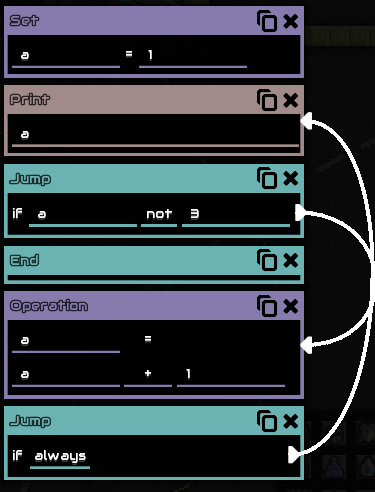 Set
a = 1
Print
a
Jump
if a not 3
End
Operation
a =
a + 1
Jump
if always